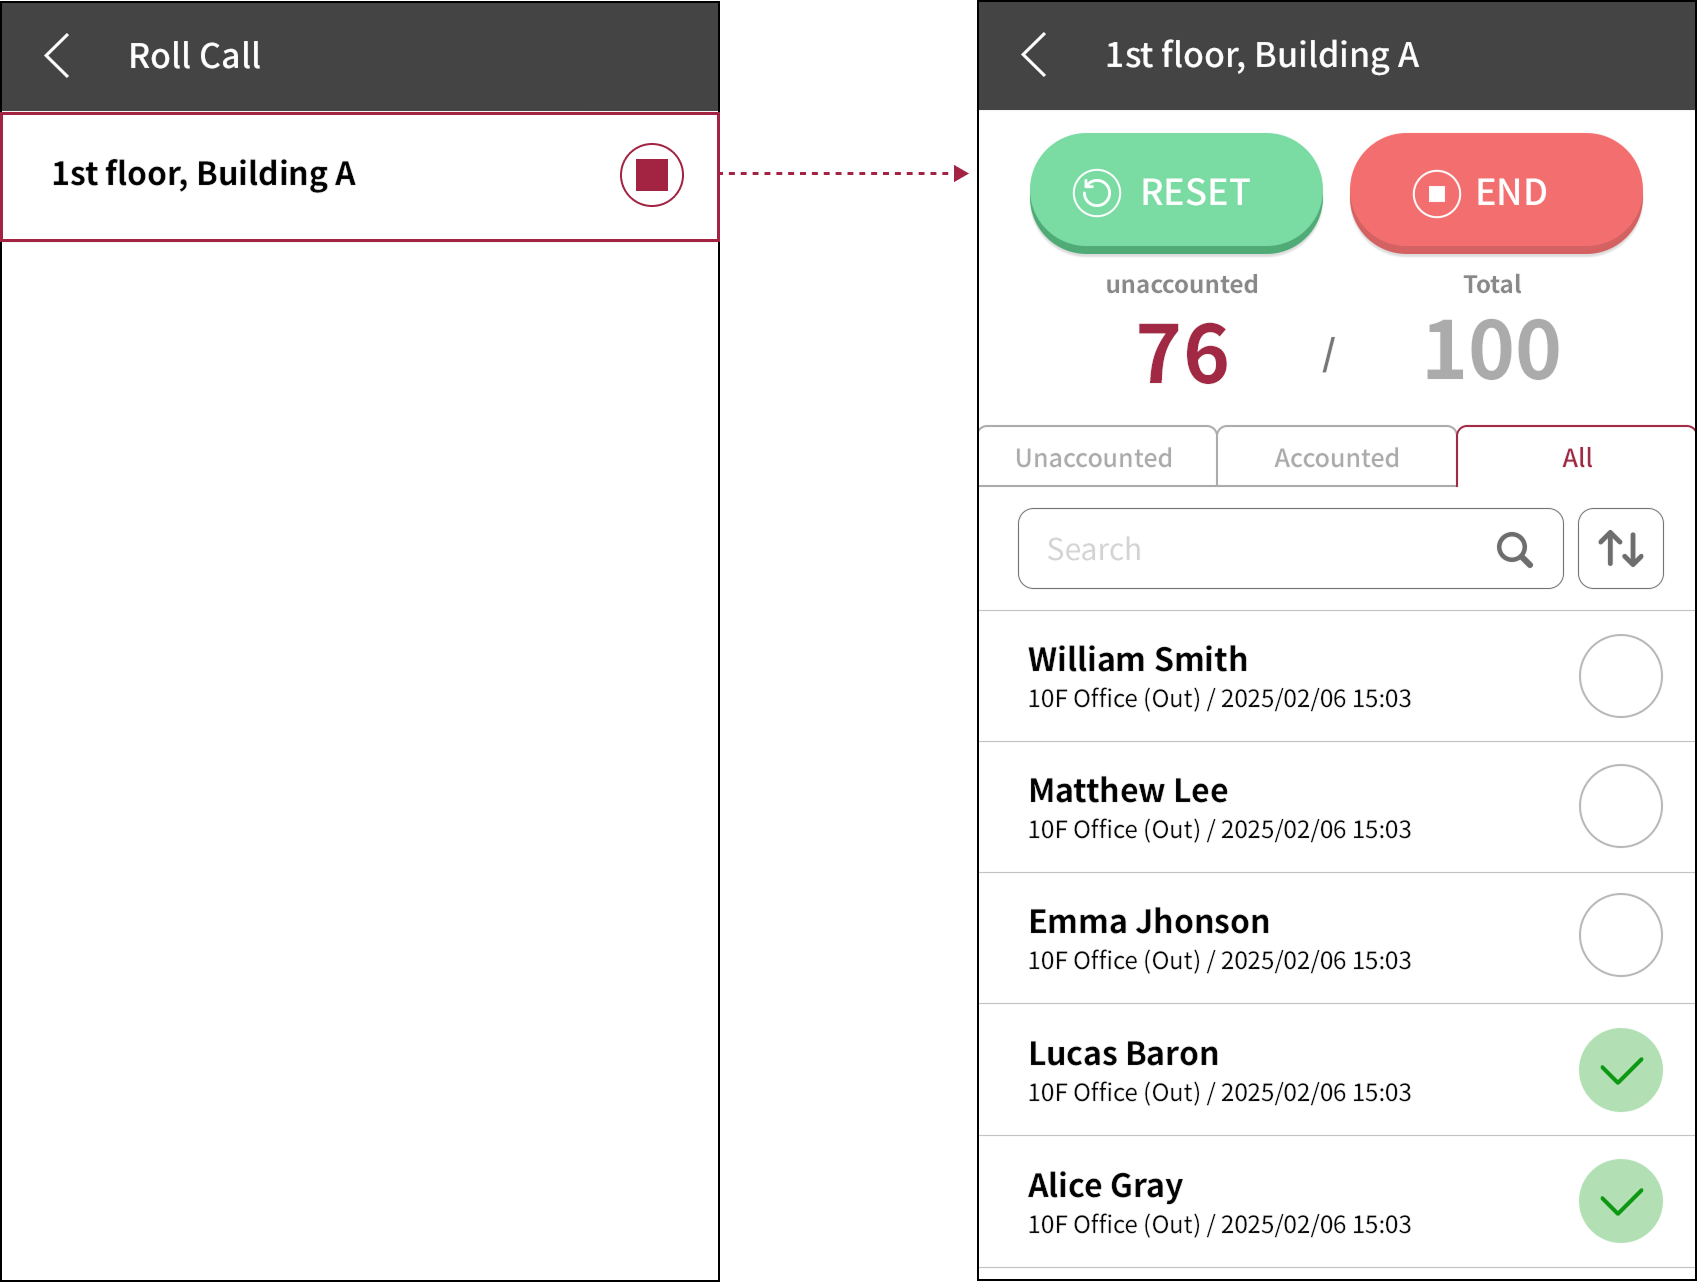 Roll Call
1st floor, Building A
1st floor, Building A
RESET
END
unaccounted
Total
76 / 100
Unaccounted
Accounted
All
Search
William Smith
10F Office (Out) / 2025/02/06 15:03
Matthew Lee
10F Office (Out) / 2025/02/06 15:03
Emma Jhonson
10F Office (Out) / 2025/02/06 15:03
Lucas Baron
10F Office (Out) / 2025/02/06 15:03
Alice Gray
10F Office (Out) / 2025/02/06 15:03